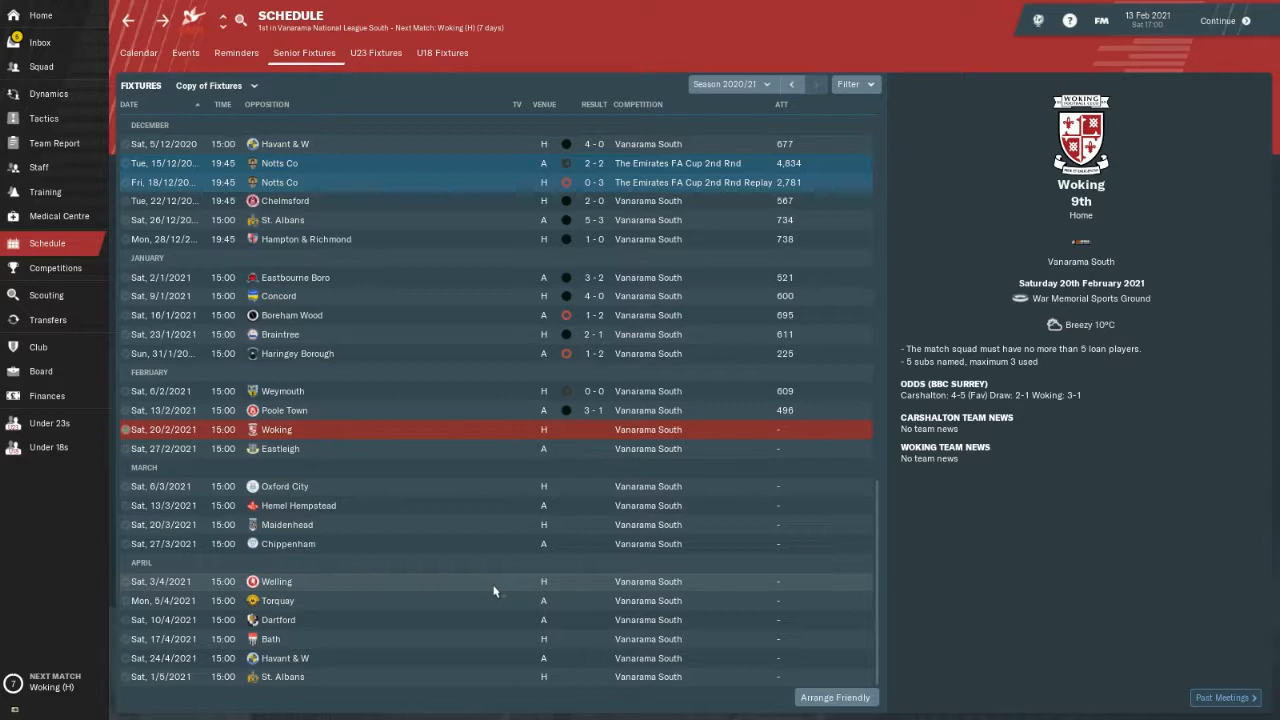 Home
6
Inbox
Squad
Dynamics
Tactics
Team Report
Staff
Training
Medical Centre
Schedule
Competitions
Scouting
Transfers
Club
Board
Finances
Under 23s
Under 18s
7
NEXT MATCH
Woking (H)
SCHEDULE
1st in Vanarama National League South - Next Match: Woking (H) (7 days)
?
FM
13 Feb 2021
Sat 17:00
Continue
Calendar Events Reminders Senior Fixtures U23 Fixtures U18 Fixtures
FIXTURES Copy of Fixtures Season 2020/21 Filter
DATE TIME OPPOSITION TV VENUE RESULT COMPETITION ATT
DECEMBER
Sat, 5/12/2020 15:00 Havant & W H 4 - 0 Vanarama South 677
Tue, 15/12/20... 19:45 Notts Co A 2 - 2 The Emirates FA Cup 2nd Rnd 4,834
Fri, 18/12/20... 19:45 Notts Co H 0 - 3 The Emirates FA Cup 2nd Rnd Replay 2,781
Tue, 22/12/20... 19:45 Chelmsford H 2 - 0 Vanarama South 567
Sat, 26/12/20... 15:00 St. Albans A 5 - 3 Vanarama South 734
Mon, 28/12/2... 19:45 Hampton & Richmond H 1 - 0 Vanarama South 738
JANUARY
Sat, 2/1/2021 15:00 Eastbourne Boro A 3 - 2 Vanarama South 521
Sat, 9/1/2021 15:00 Concord H 4 - 0 Vanarama South 600
Sat, 16/1/2021 15:00 Boreham Wood A 1 - 2 Vanarama South 695
Sat, 23/1/2021 15:00 Braintree H 2 - 1 Vanarama South 611
Sun, 31/1/20... 15:00 Haringey Borough A 1 - 2 Vanarama South 225
FEBRUARY
Sat, 6/2/2021 15:00 Weymouth H 0 - 0 Vanarama South 609
Sat, 13/2/2021 15:00 Poole Town A 3 - 1 Vanarama South 496
Sat, 20/2/2021 15:00 Woking H Vanarama South -
Sat, 27/2/2021 15:00 Eastleigh A Vanarama South -
MARCH
Sat, 6/3/2021 15:00 Oxford City H Vanarama South -
Sat, 13/3/2021 15:00 Hemel Hempstead A Vanarama South -
Sat, 20/3/2021 15:00 Maidenhead H Vanarama South -
Sat, 27/3/2021 15:00 Chippenham A Vanarama South -
APRIL
Sat, 3/4/2021 15:00 Welling H Vanarama South -
Mon, 5/4/2021 15:00 Torquay A Vanarama South -
Sat, 10/4/2021 15:00 Dartford A Vanarama South -
Sat, 17/4/2021 15:00 Bath H Vanarama South -
Sat, 24/4/2021 15:00 Havant & W A Vanarama South -
Sat, 1/5/2021 15:00 St. Albans H Vanarama South -
Arrange Friendly
WOKING
Woking
9th
Home
Vanarama South
Saturday 20th February 2021
War Memorial Sports Ground
Breezy 10°C
- The match squad must have no more than 5 loan players.
- 5 subs named, maximum 3 used
ODDS (BBC SURREY)
Carshalton: 4-5 (Fav) Draw: 2-1 Woking: 3-1
CARSHALTON TEAM NEWS
No team news
WOKING TEAM NEWS
No team news
Past Meetings